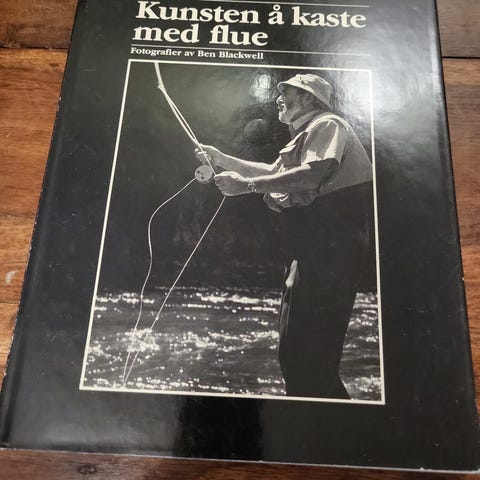 Kunsten å kaste
med flue
Fotografier av Ben Blackwell